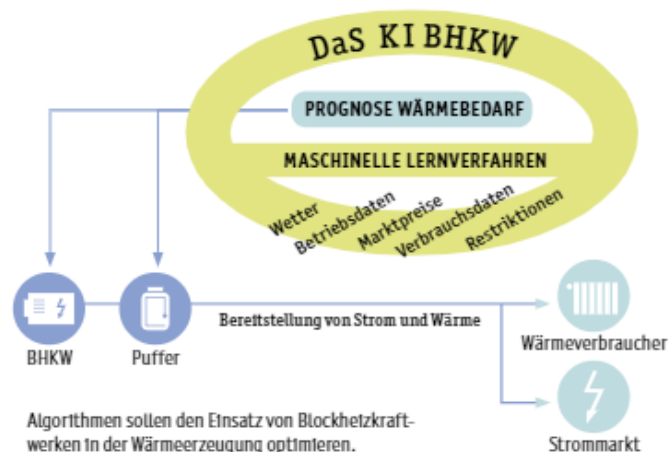 DaS KI BHKW
PROGNOSE WÄRMEBEDARF
MASCHINELLE LERNVERFAHREN
Wetter
Betriebsdaten
Marktpreise
Verbrauchsdaten
Restriktionen
BHKW
Puffer
Bereitstellung von Strom und Wärme
Wärmeverbraucher
Strommarkt
Algorithmen sollen den Einsatz von Blockheizkraft-
werken in der Wärmeerzeugung optimieren.